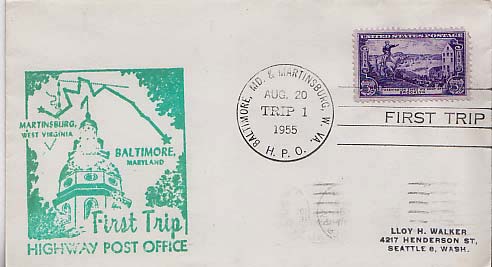 MARTINSBURG,
WEST VIRGINIA
BALTIMORE,
MARYLAND
First Trip
HIGHWAY POST OFFICE
BALTIMORE, MD. & MARTINSBURG, W. VA.
AUG. 20
TRIP 1
1955
H. P. O.
UNITED STATES POSTAGE
FIRST TRIP
LLOY H. WALKER
4217 HENDERSON ST.
SEATTLE 6, WASH.